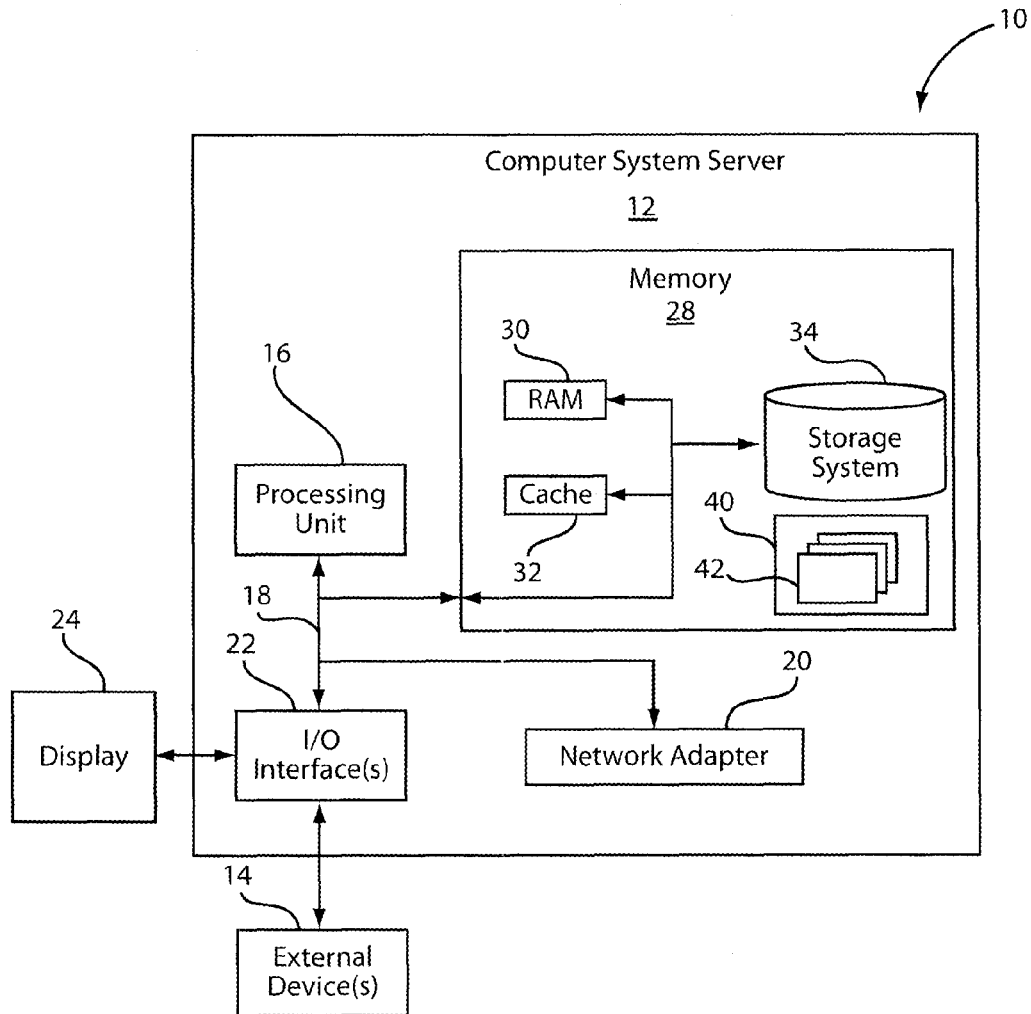 10
Computer System Server
12
Memory
28
30
34
16
RAM
Storage
System
Processing
Unit
Cache
40
32
42
18
24
22
20
I/O
Interface(s)
Display
Network Adapter
14
External
Device(s)